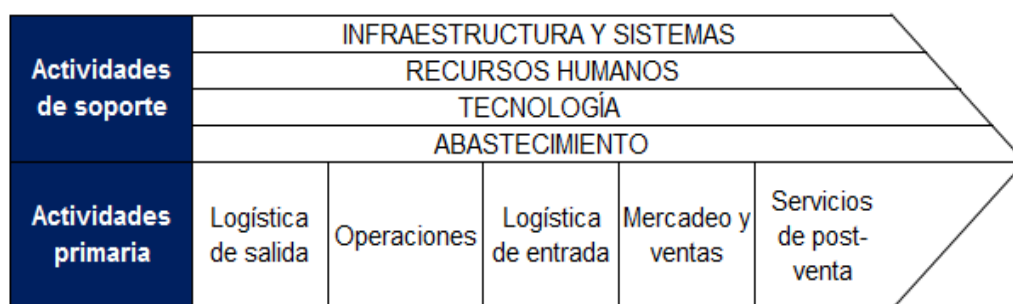 Actividades
de soporte
INFRAESTRUCTURA Y SISTEMAS
RECURSOS HUMANOS
TECNOLOGÍA
ABASTECIMIENTO
Actividades
primaria
Logística
de salida
Operaciones
Logística
de entrada
Mercadeo y
ventas
Servicios
de post-
venta